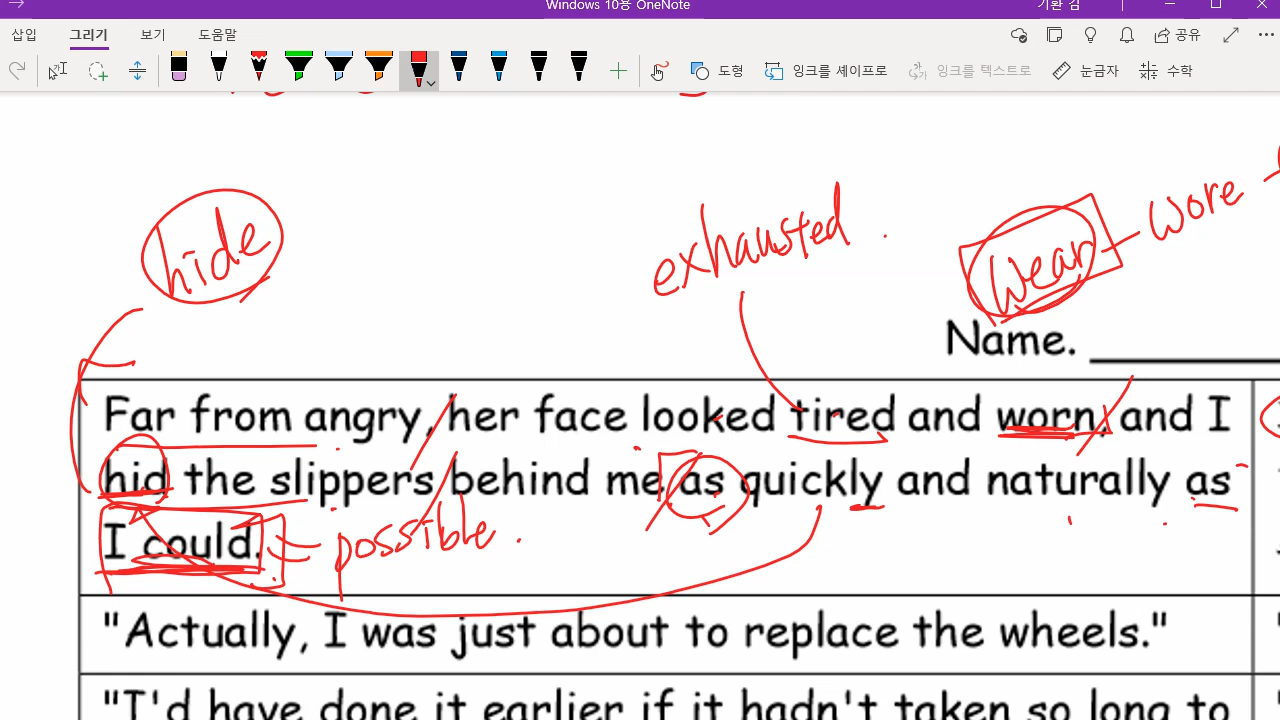 Windows 10용 OneNote
기환 김
삽입 그리기 보기 도움말
공유
도형 잉크를 셰이프로 잉크를 텍스트로 눈금자 수학
hide exhausted. wear - wore
Name.
Far from angry, her face looked tired and worn, and I
hid the slippers behind me as quickly and naturally as
I could. = possible.
"Actually, I was just about to replace the wheels."
"I'd have done it earlier if it hadn't taken so long to